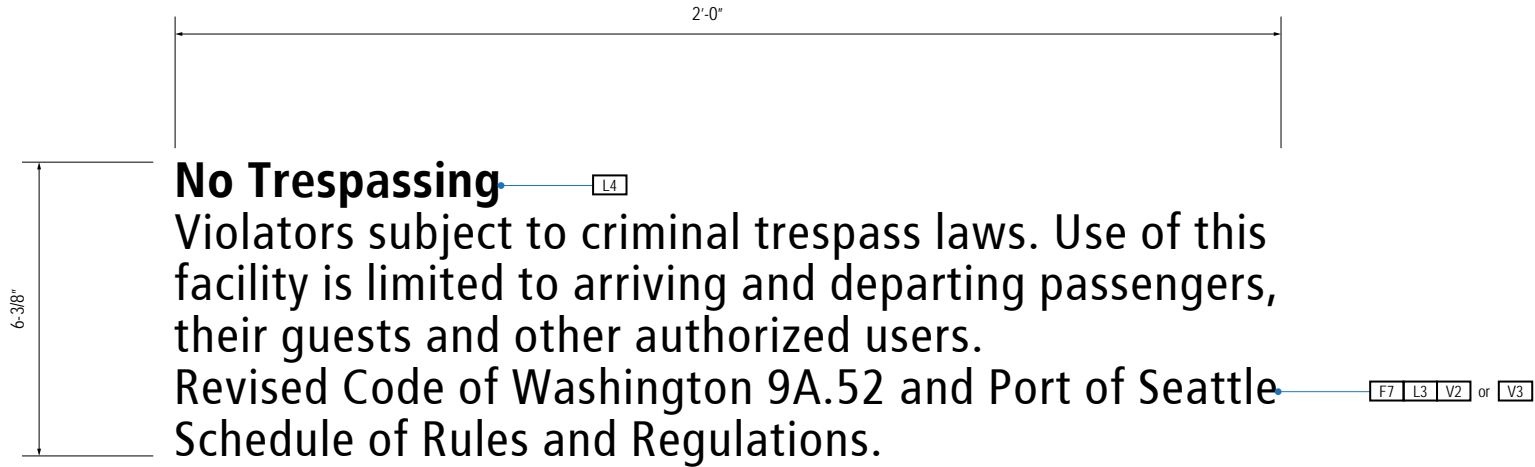 2'-0"
No Trespassing
L4
Violators subject to criminal trespass laws. Use of this
facility is limited to arriving and departing passengers,
6-3/8"
their guests and other authorized users.
Revised Code of Washington 9A.52 and Port of Seattle
F7 L3 V2 or V3
Schedule of Rules and Regulations.